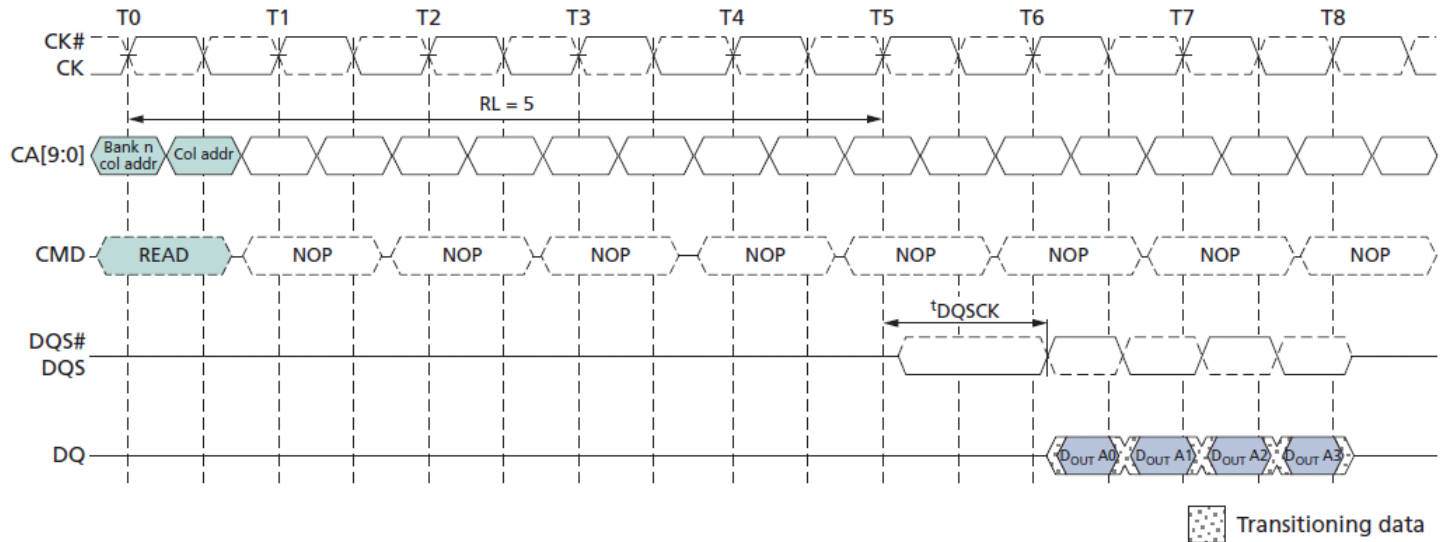 T0 T1 T2 T3 T4 T5 T6 T7 T8
CK#
CK
RL = 5
CA[9:0] Bank n col addr Col addr
CMD READ NOP NOP NOP NOP NOP NOP NOP NOP
tDQSCK
DQS#
DQS
DQ DOUT A0 DOUT A1 DOUT A2 DOUT A3
Transitioning data